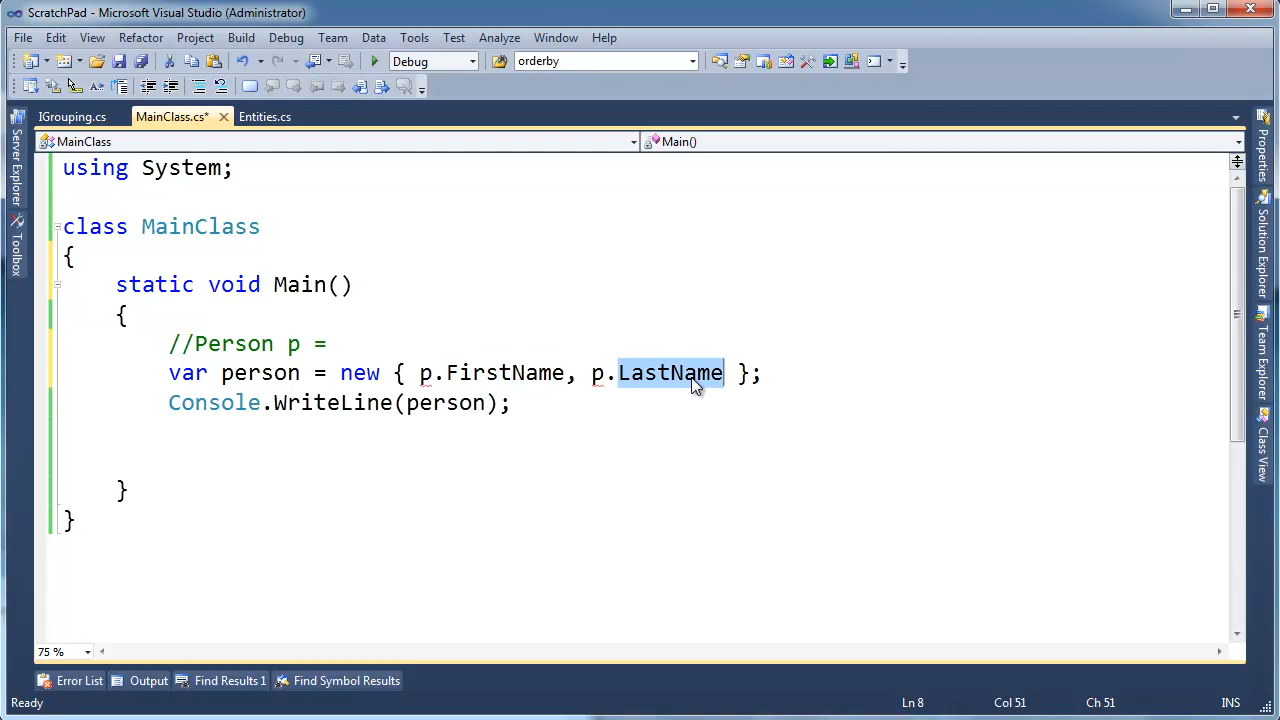 ScratchPad - Microsoft Visual Studio (Administrator)
File Edit View Refactor Project Build Debug Team Data Tools Test Analyze Window Help
Debug orderby
IGrouping.cs MainClass.cs* Entities.cs
MainClass Main()
using System;
class MainClass
{
static void Main()
{
//Person p =
var person = new { p.FirstName, p.LastName };
Console.WriteLine(person);
}
}
Server Explorer
Toolbox
Properties
Solution Explorer
Team Explorer
Class View
75 %
Error List Output Find Results 1 Find Symbol Results
Ready Ln 8 Col 51 Ch 51 INS